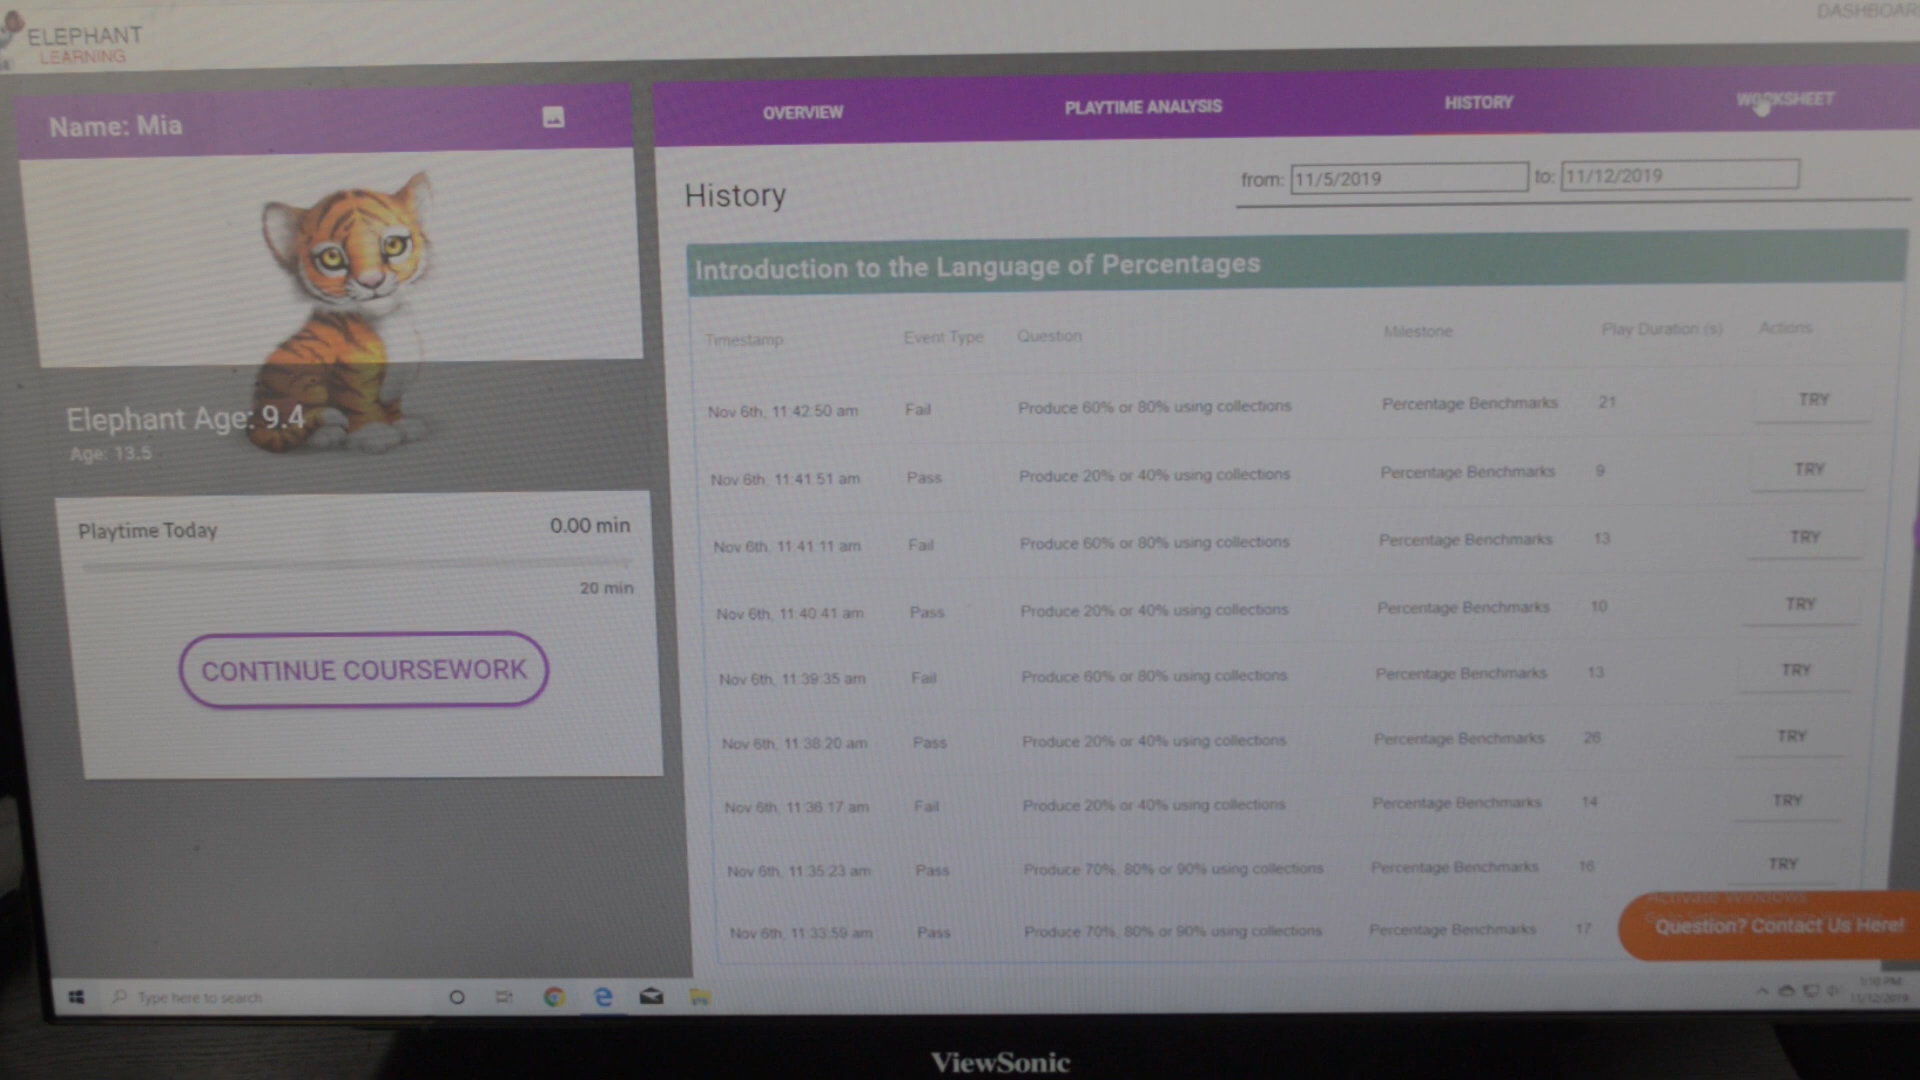 DASHBOAR
ELEPHANT
LEARNING
Name: Mia
OVERVIEW PLAYTIME ANALYSIS HISTORY WORKSHEET
History
from: 11/5/2019 to: 11/12/2019
Introduction to the Language of Percentages
Timestamp Event Type Question Milestone Play Duration (s) Actions
Nov 6th, 11:42:50 am Fail Produce 60% or 80% using collections Percentage Benchmarks 21 TRY
Nov 6th, 11:41:51 am Pass Produce 20% or 40% using collections Percentage Benchmarks 9 TRY
Nov 6th, 11:41:11 am Fail Produce 60% or 80% using collections Percentage Benchmarks 13 TRY
Nov 6th, 11:40:41 am Pass Produce 20% or 40% using collections Percentage Benchmarks 10 TRY
Nov 6th, 11:39:35 am Fail Produce 60% or 80% using collections Percentage Benchmarks 13 TRY
Nov 6th, 11:38:20 am Pass Produce 20% or 40% using collections Percentage Benchmarks 26 TRY
Nov 6th, 11:36:17 am Fail Produce 20% or 40% using collections Percentage Benchmarks 14 TRY
Nov 6th, 11:35:23 am Pass Produce 70%, 80% or 90% using collections Percentage Benchmarks 16 TRY
Nov 6th, 11:33:59 am Pass Produce 70%, 80% or 90% using collections Percentage Benchmarks 17
Elephant Age: 9.4
Age: 13.5
Playtime Today 0.00 min
20 min
CONTINUE COURSEWORK
Activate Windows
Question? Contact Us Here!
Type here to search
1:10 PM
11/12/2019
ViewSonic